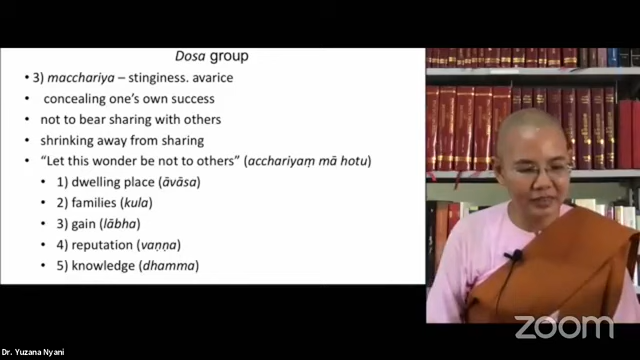 Dosa group
• 3) macchariya – stinginess. avarice
• concealing one's own success
• not to bear sharing with others
• shrinking away from sharing
• "Let this wonder be not to others" (acchariyaṃ mā hotu)
• 1) dwelling place (āvāsa)
• 2) families (kula)
• 3) gain (lābha)
• 4) reputation (vaṇṇa)
• 5) knowledge (dhamma)
zoom
Dr. Yuzana Nyani